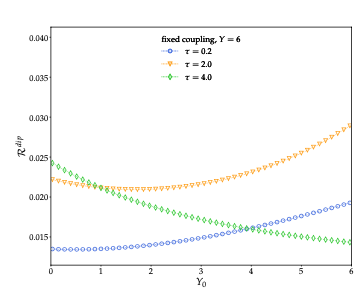 0.040
0.035
0.030
0.025
0.020
0.015
ℛ^dip
fixed coupling, Y = 6
τ = 0.2
τ = 2.0
τ = 4.0
0 1 2 3 4 5 6
Y₀